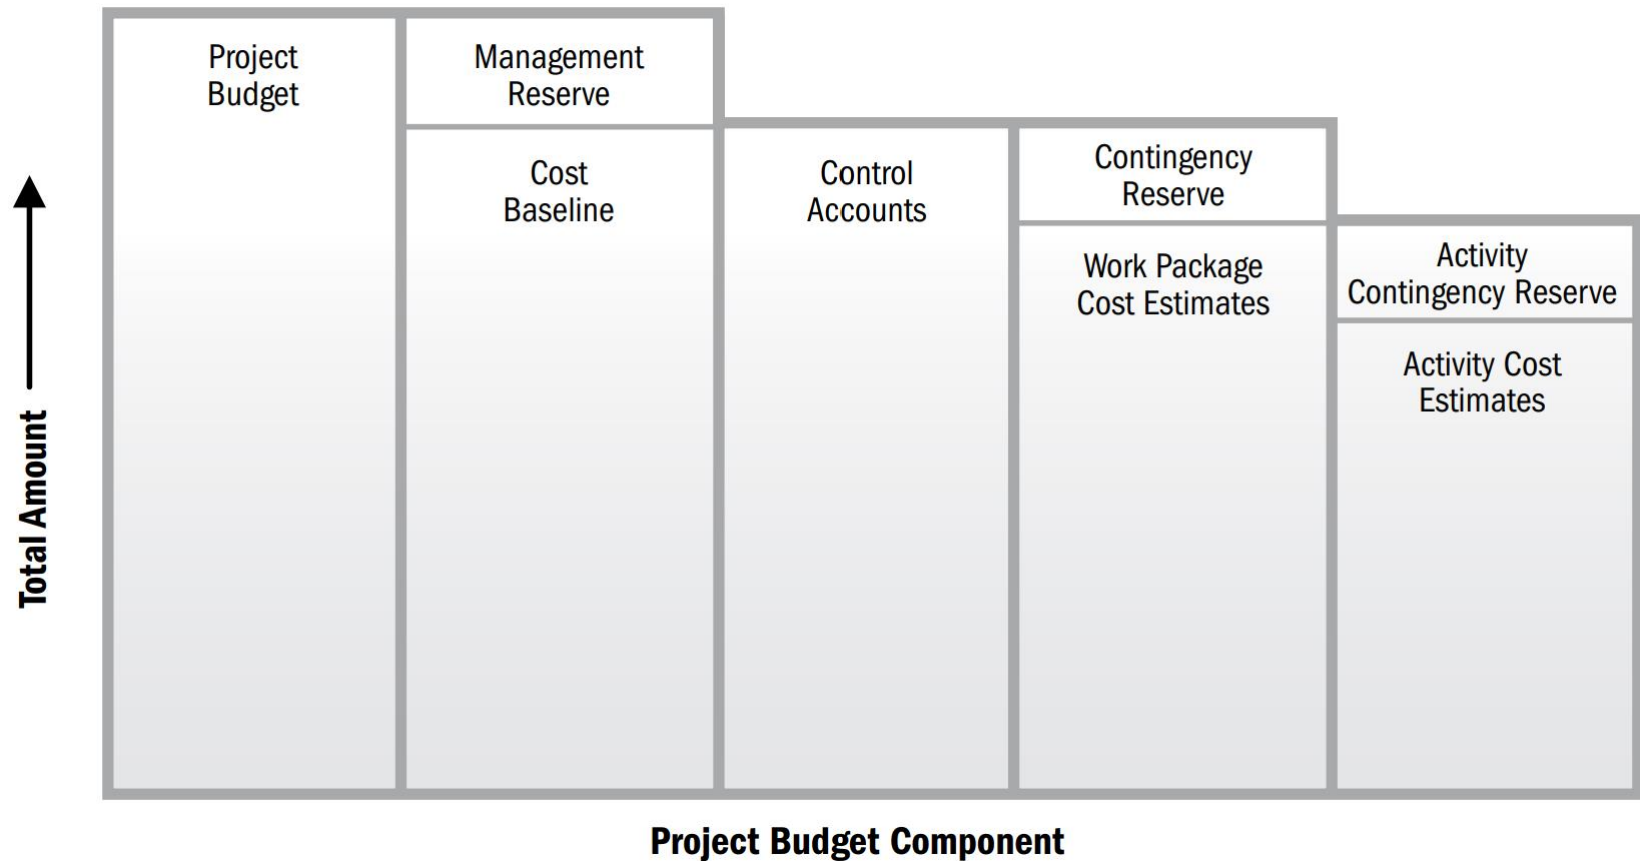 Project
Budget
Management
Reserve
Cost
Baseline
Control
Accounts
Contingency
Reserve
Work Package
Cost Estimates
Activity
Contingency Reserve
Activity Cost
Estimates
Total Amount
Project Budget Component